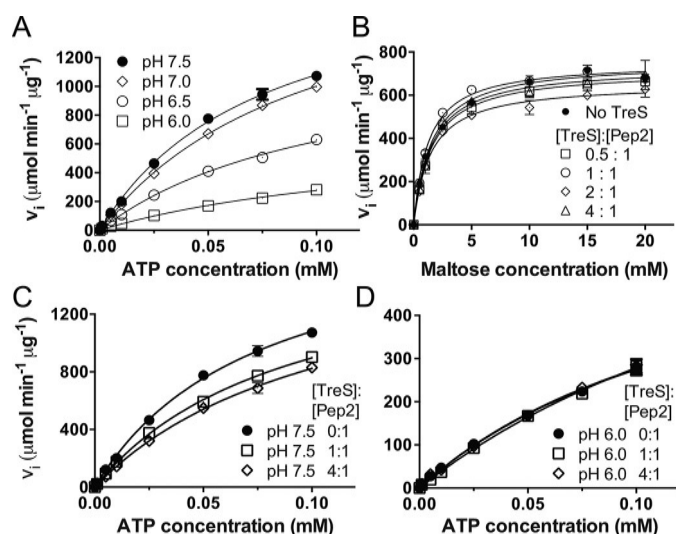 A
1200
1000
800
600
400
200
0
vi (µmol min-1 µg-1)
pH 7.5
pH 7.0
pH 6.5
pH 6.0
0.00 0.05 0.10
ATP concentration (mM)
B
800
600
400
200
0
vi (µmol min-1 µg-1)
No TreS
[TreS]:[Pep2]
0.5 : 1
1 : 1
2 : 1
4 : 1
0 5 10 15 20
Maltose concentration (mM)
C
1200
800
400
0
vi (µmol min-1 µg-1)
[TreS]:
[Pep2]
pH 7.5 0:1
pH 7.5 1:1
pH 7.5 4:1
0.00 0.05 0.10
ATP concentration (mM)
D
400
300
200
100
0
[TreS]:
[Pep2]
pH 6.0 0:1
pH 6.0 1:1
pH 6.0 4:1
0.00 0.05 0.10
ATP concentration (mM)